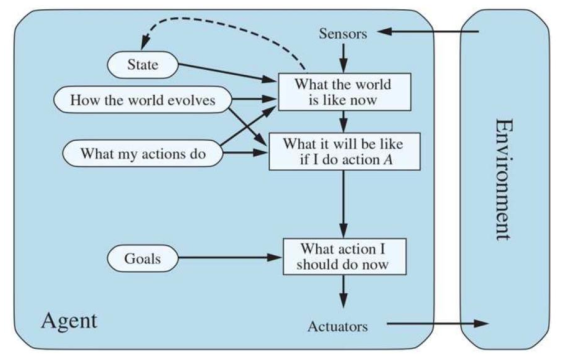 Sensors
State
What the world
is like now
How the world evolves
What it will be like
if I do action A
What my actions do
Environment
Goals
What action I
should do now
Agent
Actuators